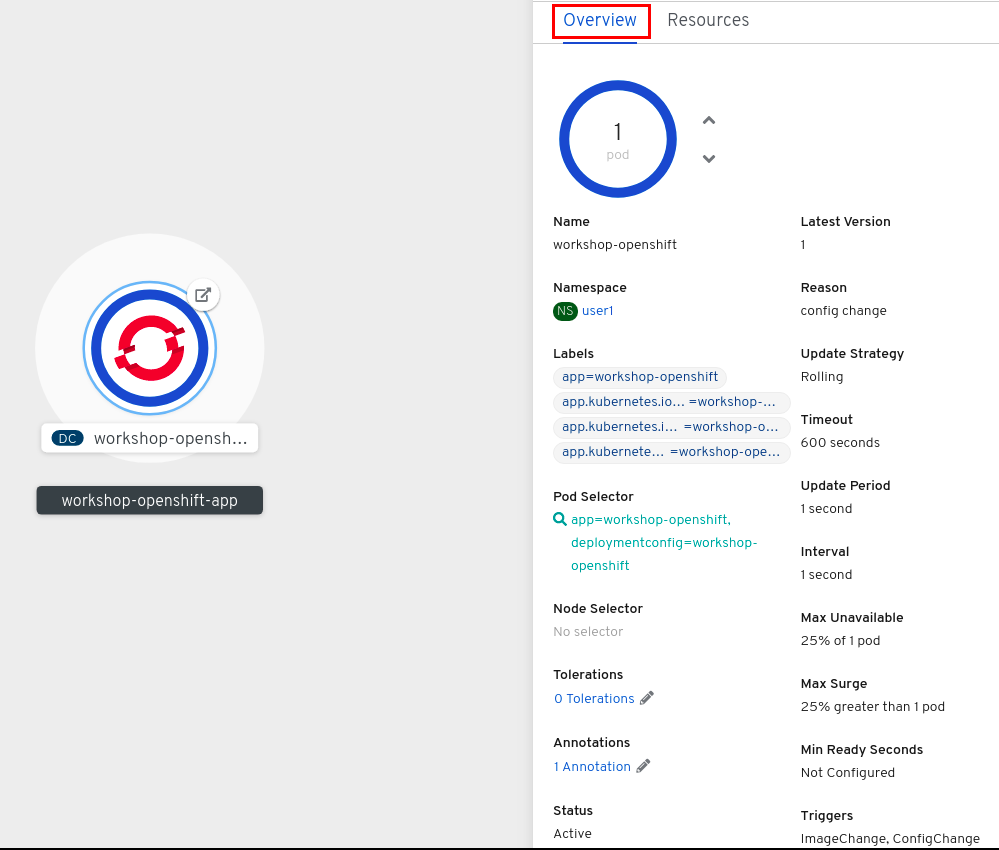 Overview
Resources
1
pod
Name
workshop-openshift
Namespace
NS user1
Labels
app=workshop-openshift
app.kubernetes.io... =workshop-...
app.kubernetes.i... =workshop-o...
app.kubernete... =workshop-ope...
Pod Selector
app=workshop-openshift,
deploymentconfig=workshop-
openshift
Node Selector
No selector
Tolerations
0 Tolerations
Annotations
1 Annotation
Status
Active
Latest Version
1
Reason
config change
Update Strategy
Rolling
Timeout
600 seconds
Update Period
1 second
Interval
1 second
Max Unavailable
25% of 1 pod
Max Surge
25% greater than 1 pod
Min Ready Seconds
Not Configured
Triggers
ImageChange, ConfigChange
DC workshop-opensh...
workshop-openshift-app